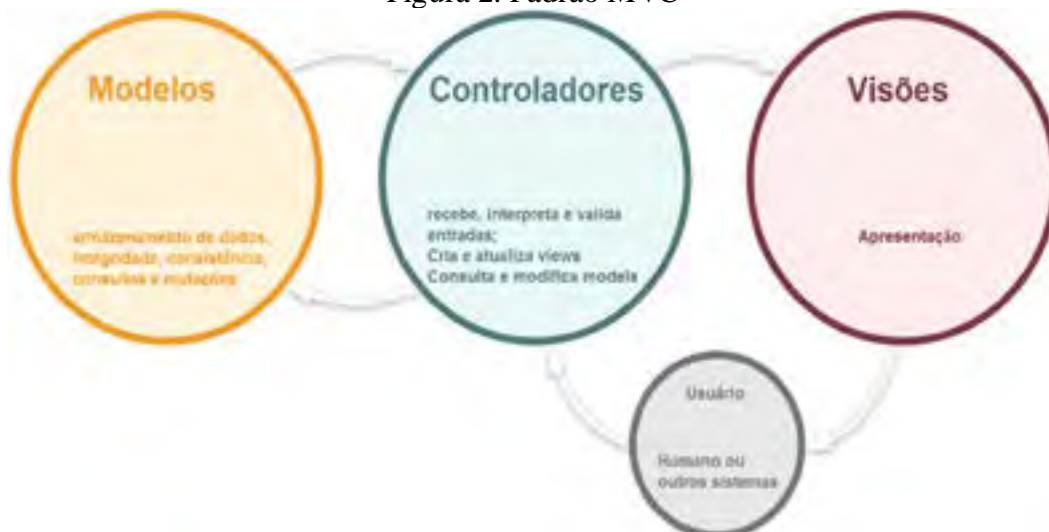 Figura 2. Padrão MVC
Modelos
armazenamento de dados,
integridade, consistência,
consultas e mutações
Controladores
recebe, interpreta e valida
entradas;
Cria e atualiza views
Consulta e modifica models
Visões
Apresentação
Usuário
Humano ou
outros sistemas